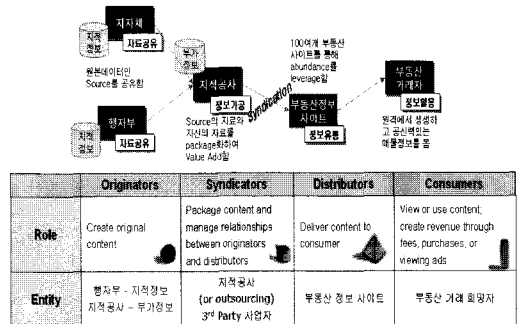 지자체
지적
정보
자료공유
원본데이터인
Source를 공유함
행자부
지적
정보
자료공유
부가
정보
지적공사
정보가공
Source의 자료와
자신의 자료를
package화하여
Value Add함
Syndication
100여개 부동산
사이트를 통해
abundance를
leverage함
부동산정보
사이트
정보유통
부동산
거래자
정보활용
원격에서 생생하
고 공신력있는
매물정보를 봄
Originators
Syndicators
Distributors
Consumers
Role
Create original
content
Package content and
manage relationships
between originators
and distributors
Deliver content to
consumer
View or use content;
create revenue through
fees, purchases, or
viewing ads
Entity
행자부 - 지적정보
지적공사 - 부가정보
지적공사
(or outsourcing)
3rd Party 사업자
부동산 정보 사이트
부동산 거래 희망자